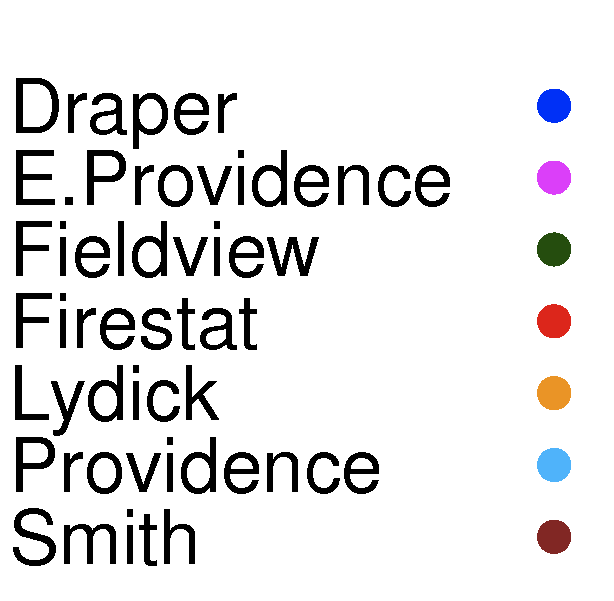 Draper
E.Providence
Fieldview
Firestat
Lydick
Providence
Smith